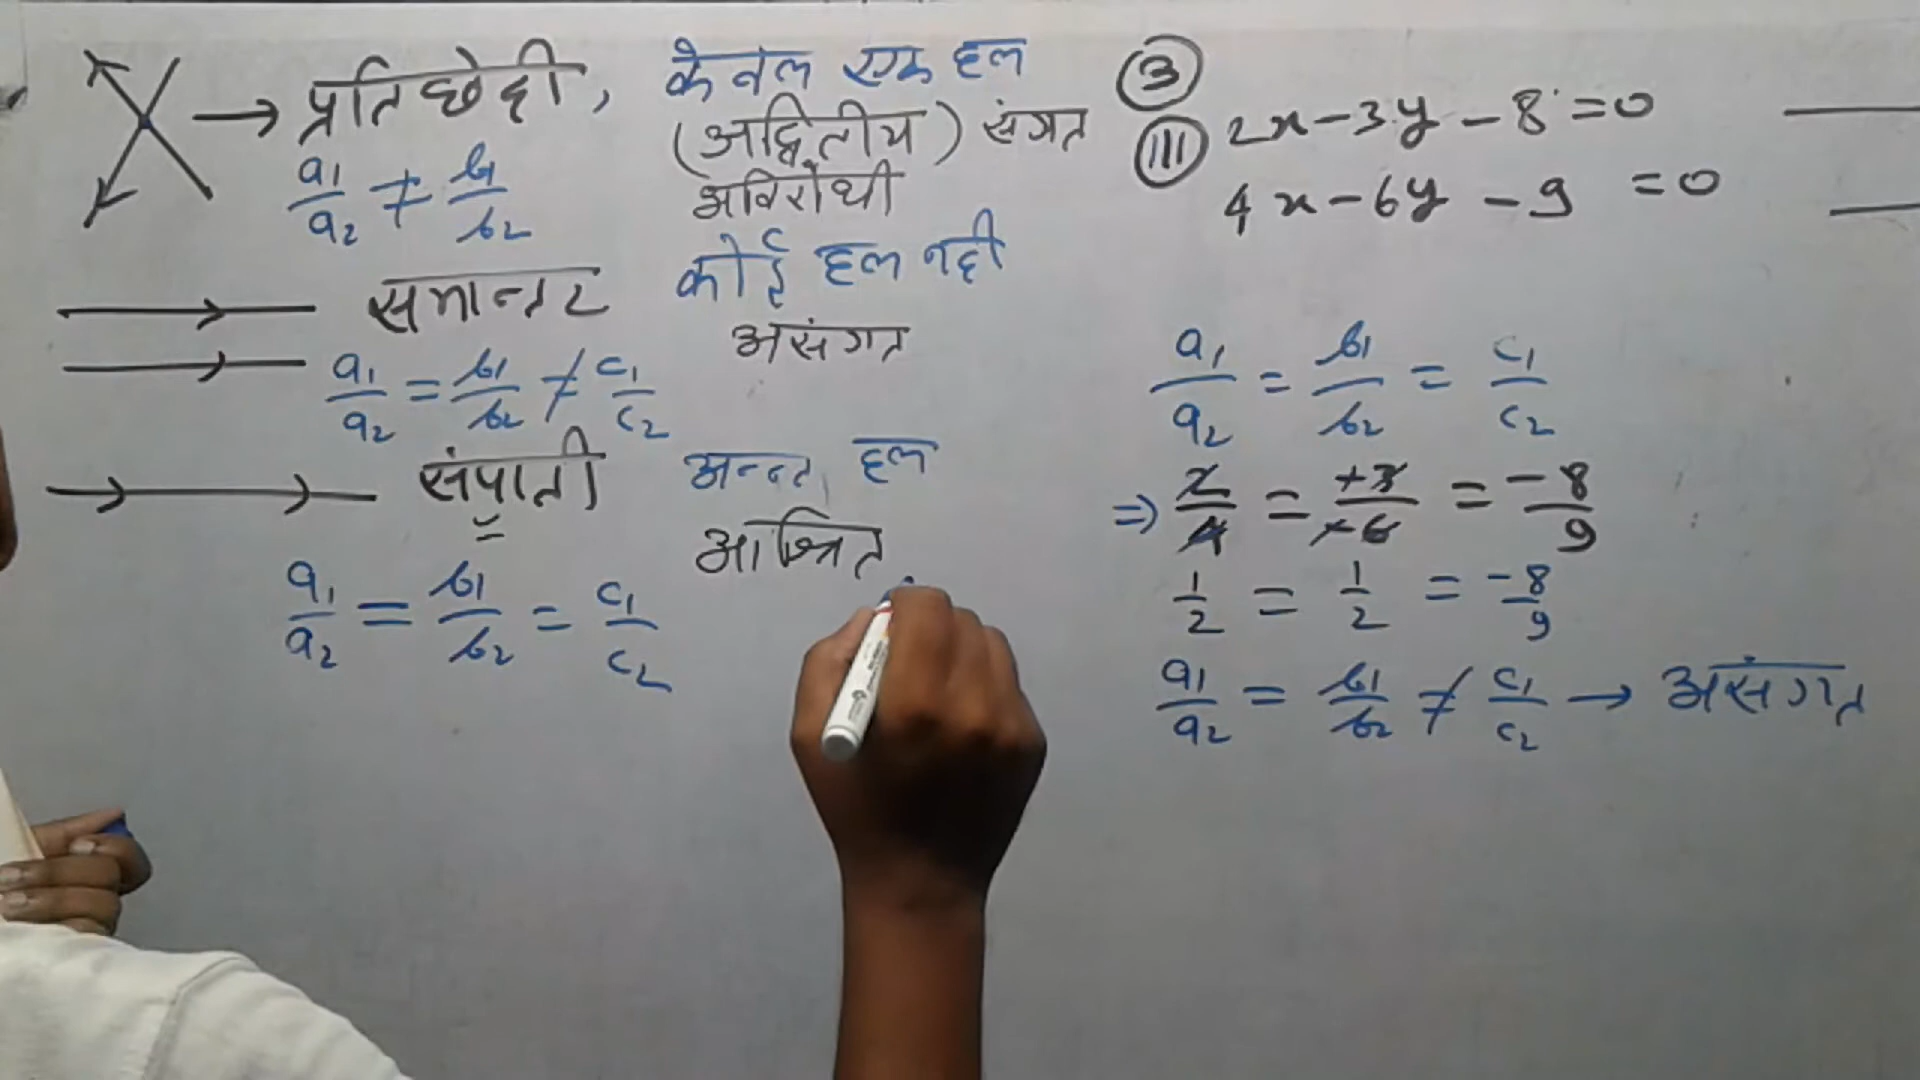 → प्रतिछेदी, केवल एक हल
(अद्वितीय) संगत
a₁/a₂ ≠ b₁/b₂ अविरोधी
समान्तर कोई हल नही
असंगत
a₁/a₂ = b₁/b₂ ≠ c₁/c₂
संपाती अनन्त हल
आश्रित
a₁/a₂ = b₁/b₂ = c₁/c₂
③
(iii) 2x-3y-8=0
4x-6y-9 =0
a₁/a₂ = b₁/b₂ = c₁/c₂
⇒ 2/4 = +3/-6 = -8/9
1/2 = 1/2 = -8/9
a₁/a₂ = b₁/b₂ ≠ c₁/c₂ → असंगत